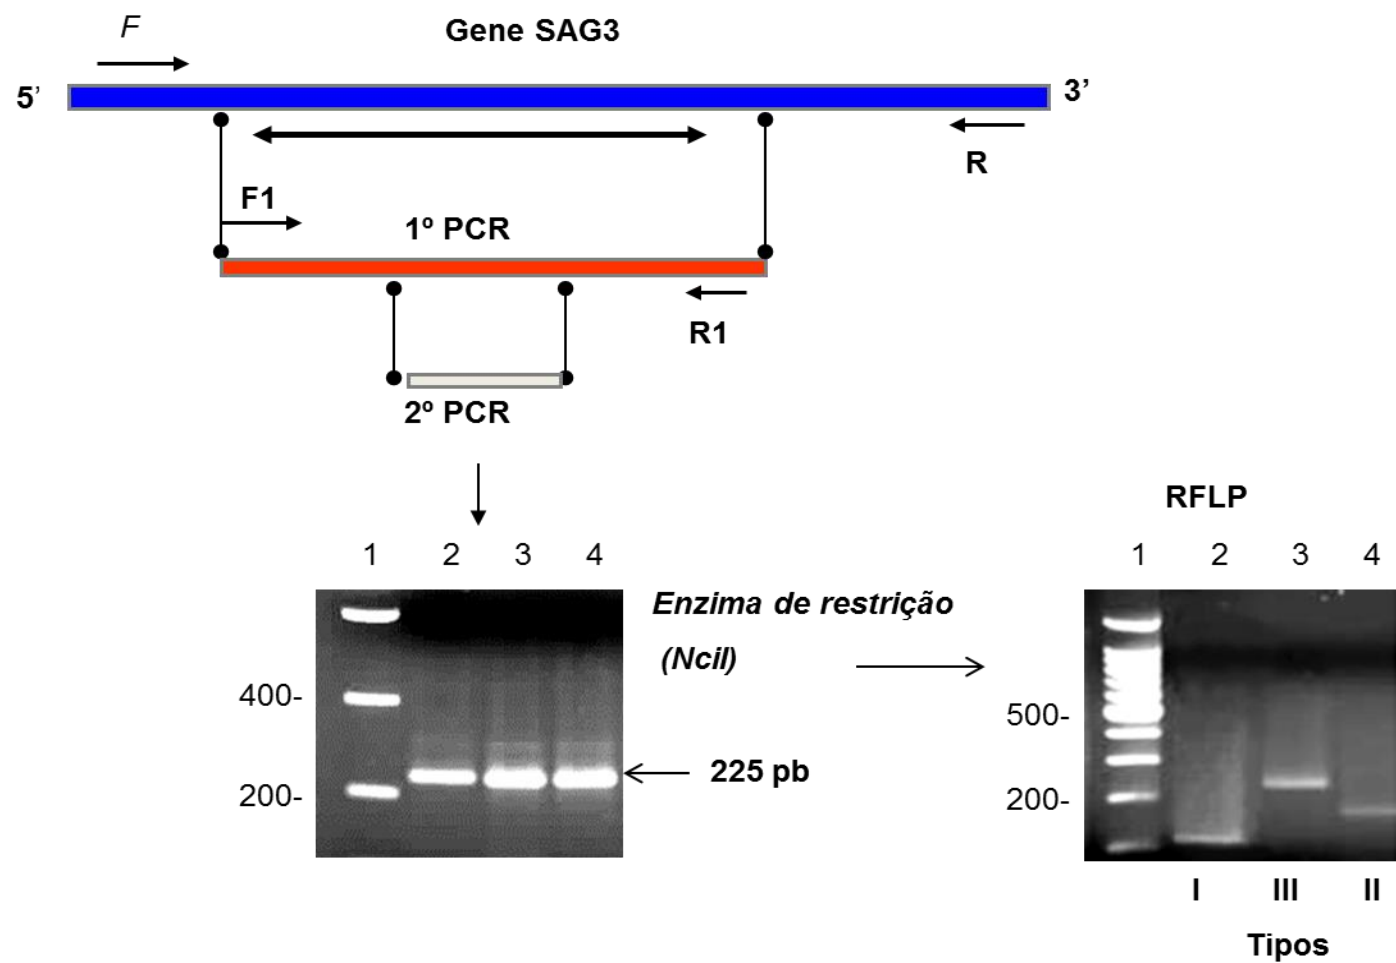 F
Gene SAG3
5’
3’
R
F1
1º PCR
R1
2º PCR
RFLP
1 2 3 4
1 2 3 4
Enzima de restrição
(NciI)
400-
500-
225 pb
200-
200-
I III II
Tipos